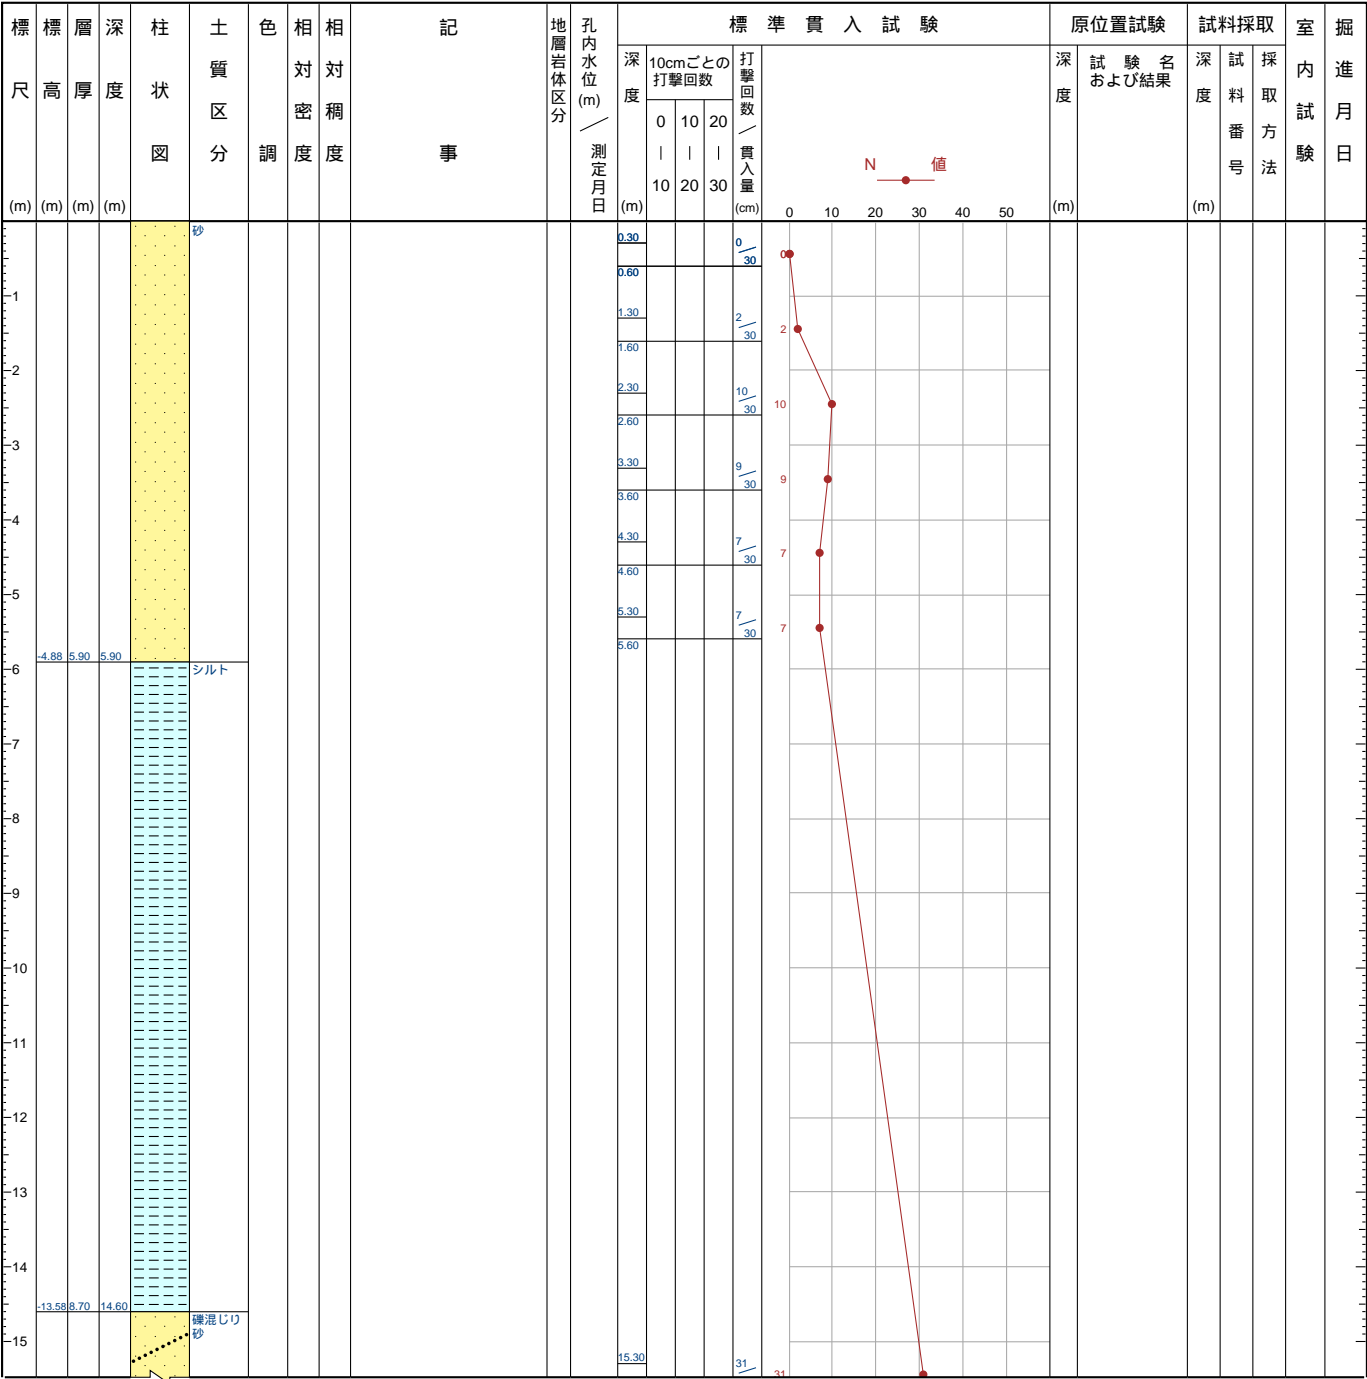 標尺(m)
標高(m)
層厚(m)
深度(m)
柱状図
土質区分
色調
相対密度
相対稠度
記事
地層岩体区分
孔内水位(m)／測定月日
標準貫入試験
深度(m)
10cmごとの
打撃回数
0 10 20
| | |
10 20 30
打撃回数／貫入量(cm)
N 値
0 10 20 30 40 50
原位置試験
深度(m)
試験名
および結果
試料採取
深度(m)
試料番号
採取方法
室内試験
掘進月日
砂
0.30 0/30 0
0.60
1
1.30 2/30 2
1.60
2
2.30 10/30 10
2.60
3
3.30 9/30 9
3.60
4
4.30 7/30 7
4.60
5
5.30 7/30 7
5.60
-4.88 5.90 5.90
6
シルト
7
8
9
10
11
12
13
14
-13.58 8.70 14.60
礫混じり
砂
15
15.30 31/ 31